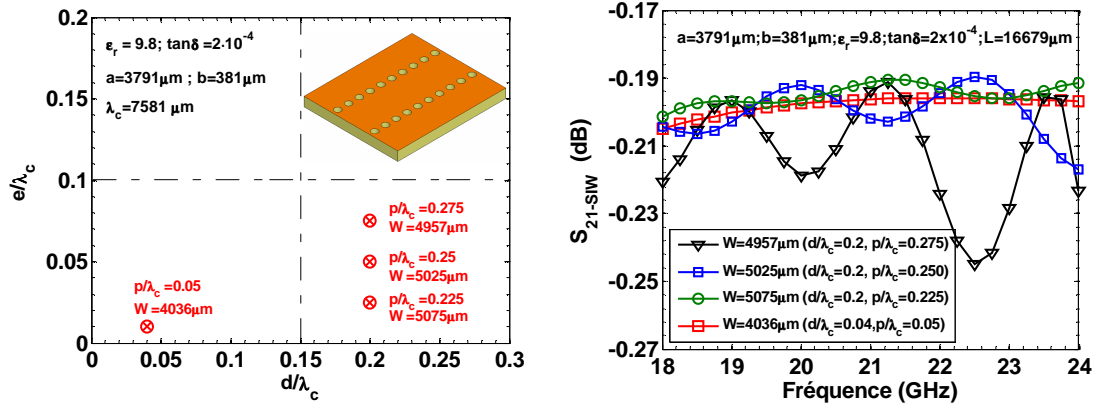 0.2
0.15
0.1
0.05
0
e/λc
εr = 9.8; tanδ =2·10-4
a=3791µm ; b=381µm
λc=7581 µm
p/λc=0.275
W = 4957µm
p/λc=0.25
W = 5025µm
p/λc=0.225
W = 5075µm
p/λc=0.05
W = 4036µm
0 0.05 0.10 0.15 0.20 0.25 0.3
d/λc
-0.17
-0.19
-0.21
-0.23
-0.25
-0.27
S21-SIW (dB)
a=3791µm;b=381µm;εr=9.8;tanδ=2x10-4;L=16679µm
W=4957µm (d/λc=0.2, p/λc=0.275)
W=5025µm (d/λc=0.2, p/λc=0.250)
W=5075µm (d/λc=0.2, p/λc=0.225)
W=4036µm (d/λc=0.04,p/λc=0.05)
18 19 20 21 22 23 24
Fréquence (GHz)